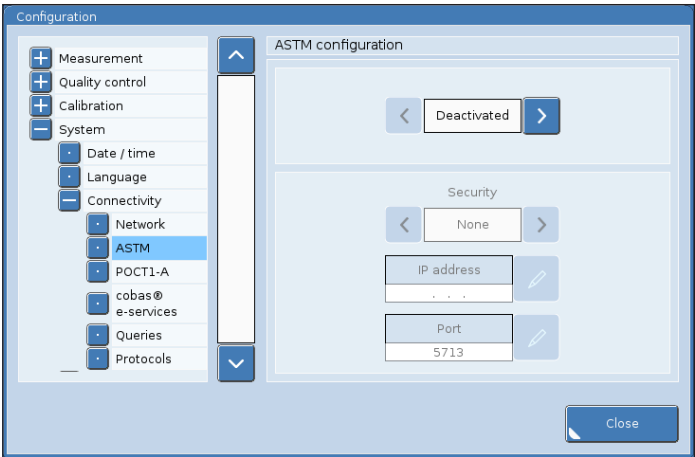 Configuration
Measurement
Quality control
Calibration
System
Date / time
Language
Connectivity
Network
ASTM
POCT1-A
cobas®
e-services
Queries
Protocols
ASTM configuration
Deactivated
Security
None
IP address
. . .
Port
5713
Close